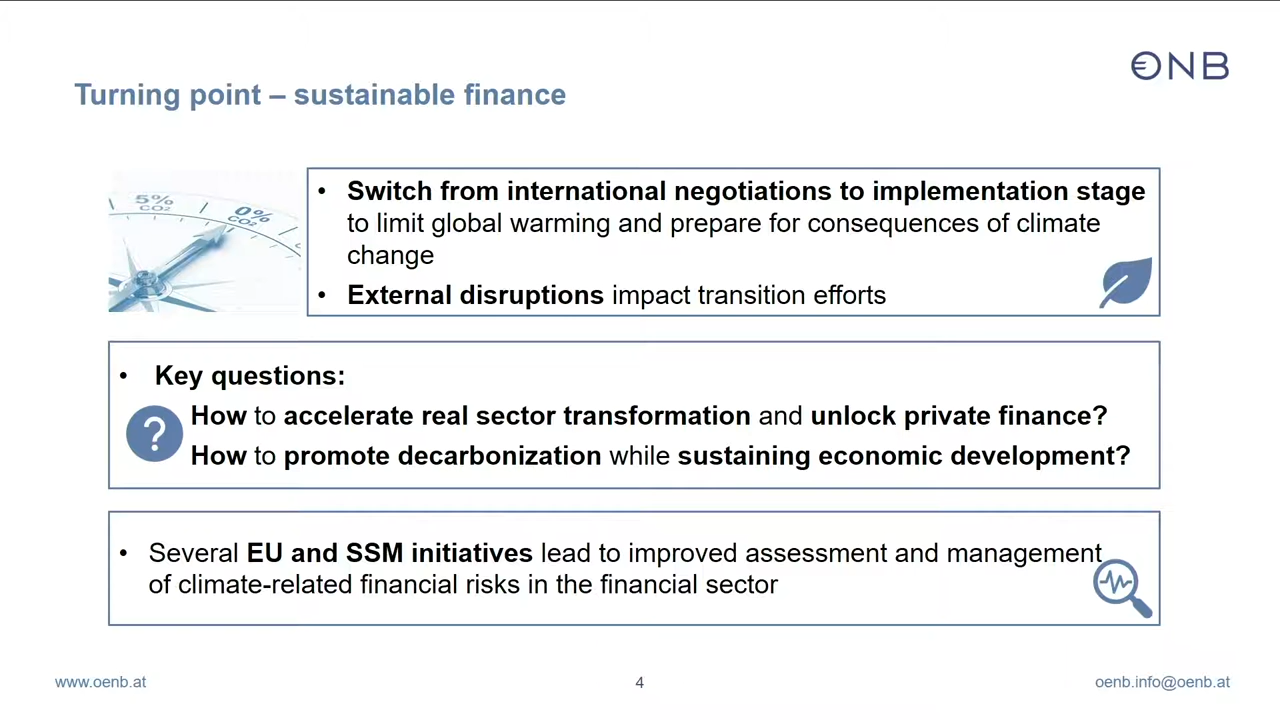 ONB
Turning point – sustainable finance
5%
CO2
0%
CO2
• Switch from international negotiations to implementation stage
to limit global warming and prepare for consequences of climate
change
• External disruptions impact transition efforts
• Key questions:
?
How to accelerate real sector transformation and unlock private finance?
How to promote decarbonization while sustaining economic development?
• Several EU and SSM initiatives lead to improved assessment and management
of climate-related financial risks in the financial sector
www.oenb.at
4
oenb.info@oenb.at